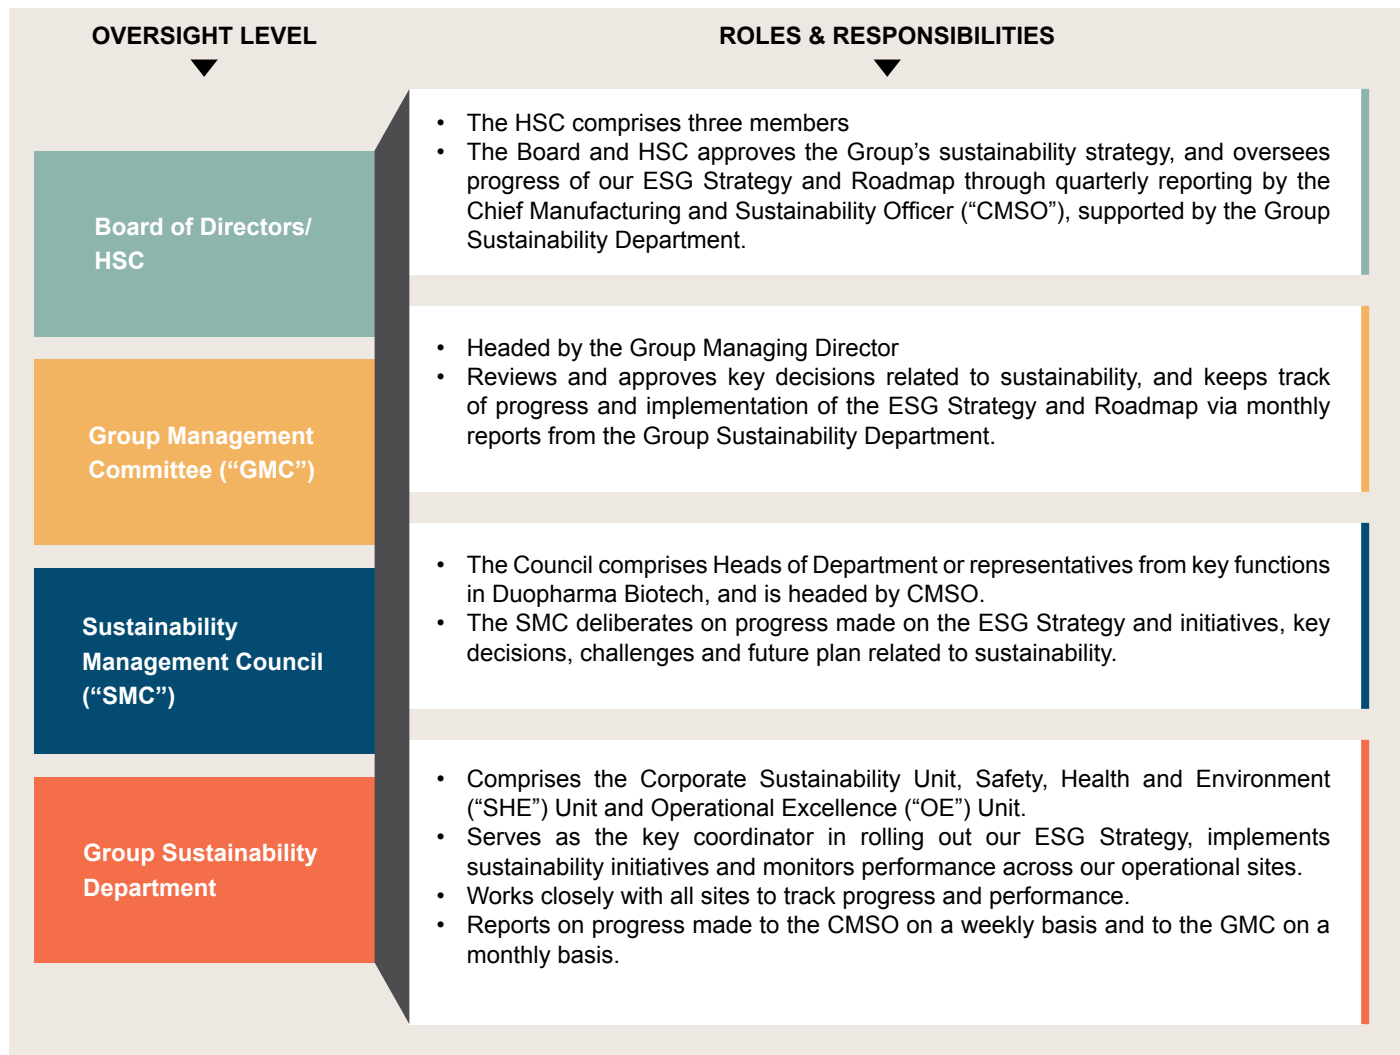 OVERSIGHT LEVEL
ROLES & RESPONSIBILITIES
Board of Directors/
HSC
• The HSC comprises three members
• The Board and HSC approves the Group’s sustainability strategy, and oversees
progress of our ESG Strategy and Roadmap through quarterly reporting by the
Chief Manufacturing and Sustainability Officer (“CMSO”), supported by the Group
Sustainability Department.
Group Management
Committee (“GMC”)
• Headed by the Group Managing Director
• Reviews and approves key decisions related to sustainability, and keeps track
of progress and implementation of the ESG Strategy and Roadmap via monthly
reports from the Group Sustainability Department.
Sustainability
Management Council
(“SMC”)
• The Council comprises Heads of Department or representatives from key functions
in Duopharma Biotech, and is headed by CMSO.
• The SMC deliberates on progress made on the ESG Strategy and initiatives, key
decisions, challenges and future plan related to sustainability.
Group Sustainability
Department
• Comprises the Corporate Sustainability Unit, Safety, Health and Environment
(“SHE”) Unit and Operational Excellence (“OE”) Unit.
• Serves as the key coordinator in rolling out our ESG Strategy, implements
sustainability initiatives and monitors performance across our operational sites.
• Works closely with all sites to track progress and performance.
• Reports on progress made to the CMSO on a weekly basis and to the GMC on a
monthly basis.